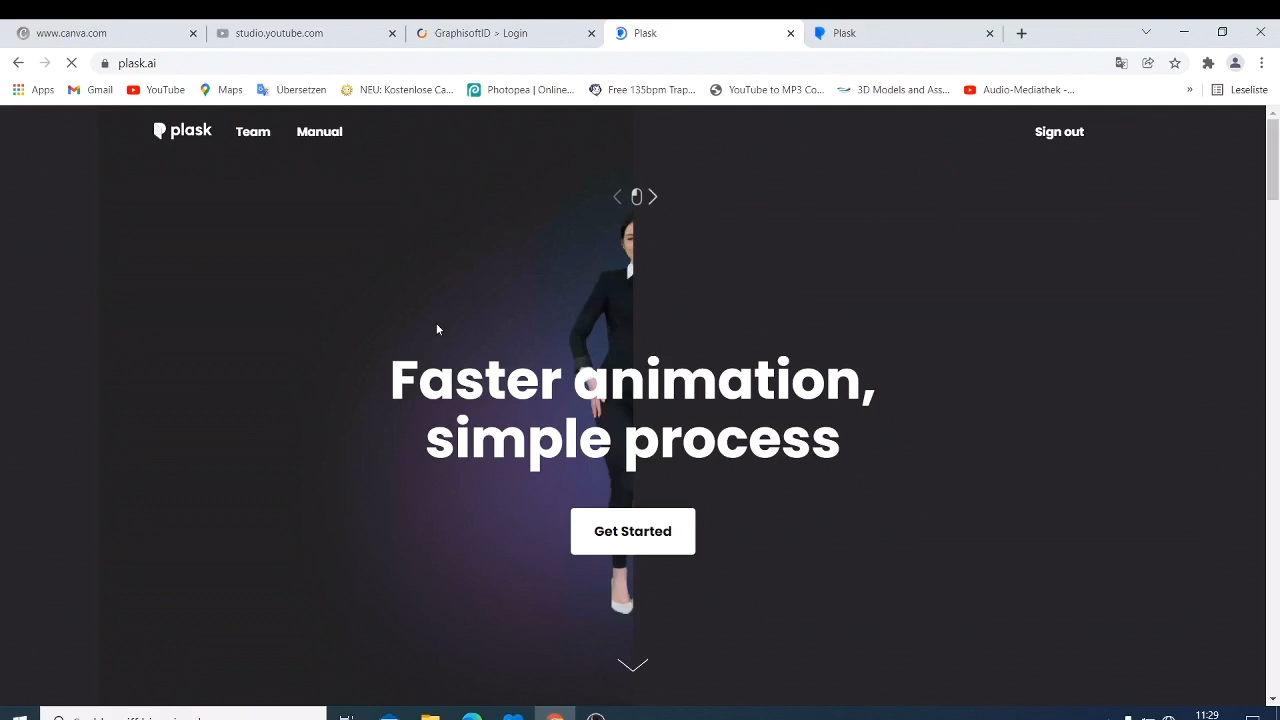 www.canva.com
studio.youtube.com
GraphisoftID > Login
Plask
Plask
plask.ai
Apps
Gmail
YouTube
Maps
Übersetzen
NEU: Kostenlose Ca...
Photopea | Online...
Free 135bpm Trap...
YouTube to MP3 Co...
3D Models and Ass...
Audio-Mediathek -...
»
Leseliste
plask
Team
Manual
Sign out
Faster animation,
simple process
Get Started
11:29